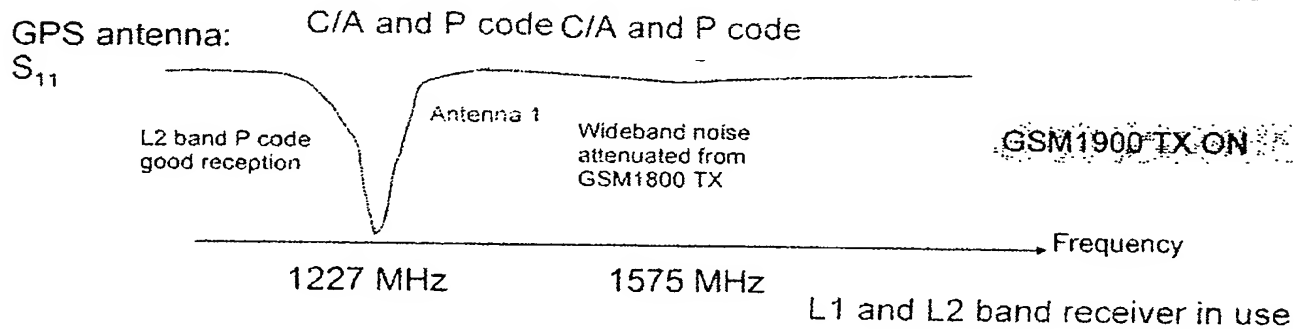 C/A and P code C/A and P code
GPS antenna:
S11
Antenna 1
L2 band P code
good reception
Wideband noise
attenuated from
GSM1800 TX
GSM1900 TX ON
Frequency
1227 MHz
1575 MHz
L1 and L2 band receiver in use